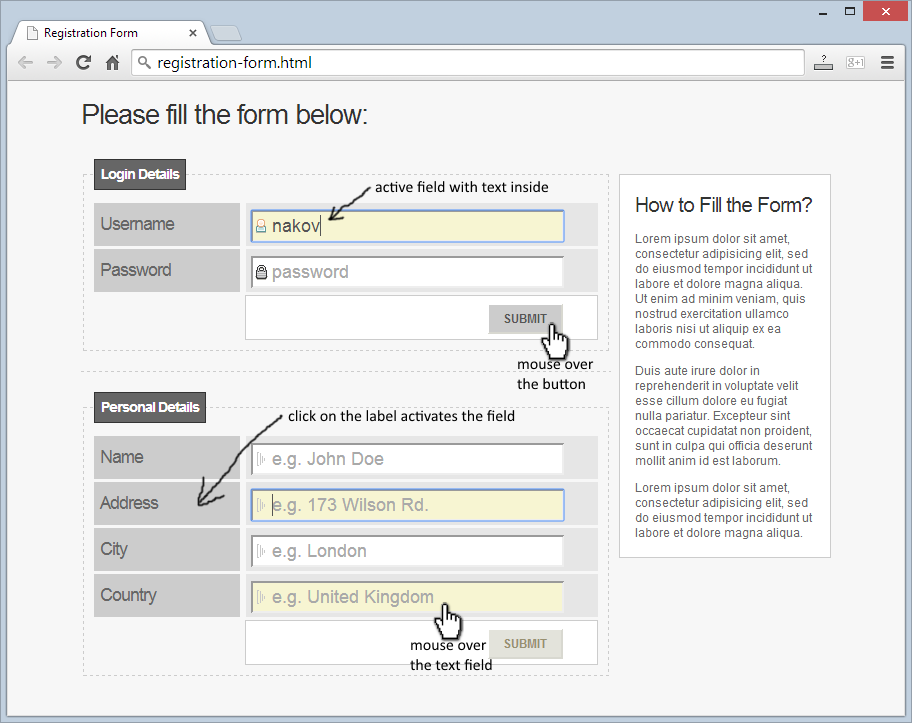 Registration Form
registration-form.html
?
g+1
Please fill the form below:
Login Details
active field with text inside
Username
nakov
Password
password
SUBMIT
mouse over
the button
Personal Details
click on the label activates the field
Name
e.g. John Doe
Address
e.g. 173 Wilson Rd.
City
e.g. London
Country
e.g. United Kingdom
mouse over
the text field
SUBMIT
How to Fill the Form?
Lorem ipsum dolor sit amet,
consectetur adipisicing elit, sed
do eiusmod tempor incididunt ut
labore et dolore magna aliqua.
Ut enim ad minim veniam, quis
nostrud exercitation ullamco
laboris nisi ut aliquip ex ea
commodo consequat.
Duis aute irure dolor in
reprehenderit in voluptate velit
esse cillum dolore eu fugiat
nulla pariatur. Excepteur sint
occaecat cupidatat non proident,
sunt in culpa qui officia deserunt
mollit anim id est laborum.
Lorem ipsum dolor sit amet,
consectetur adipisicing elit, sed
do eiusmod tempor incididunt ut
labore et dolore magna aliqua.